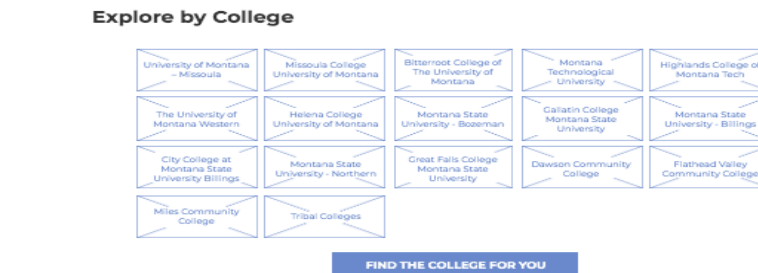 Explore by College
University of Montana
– Missoula
Missoula College
University of Montana
Bitterroot College of
The University of
Montana
Montana
Technological
University
Highlands College of
Montana Tech
The University of
Montana Western
Helena College
University of Montana
Montana State
University - Bozeman
Gallatin College
Montana State
University
Montana State
University - Billings
City College at
Montana State
University Billings
Montana State
University - Northern
Great Falls College
Montana State
University
Dawson Community
College
Flathead Valley
Community College
Miles Community
College
Tribal Colleges
FIND THE COLLEGE FOR YOU